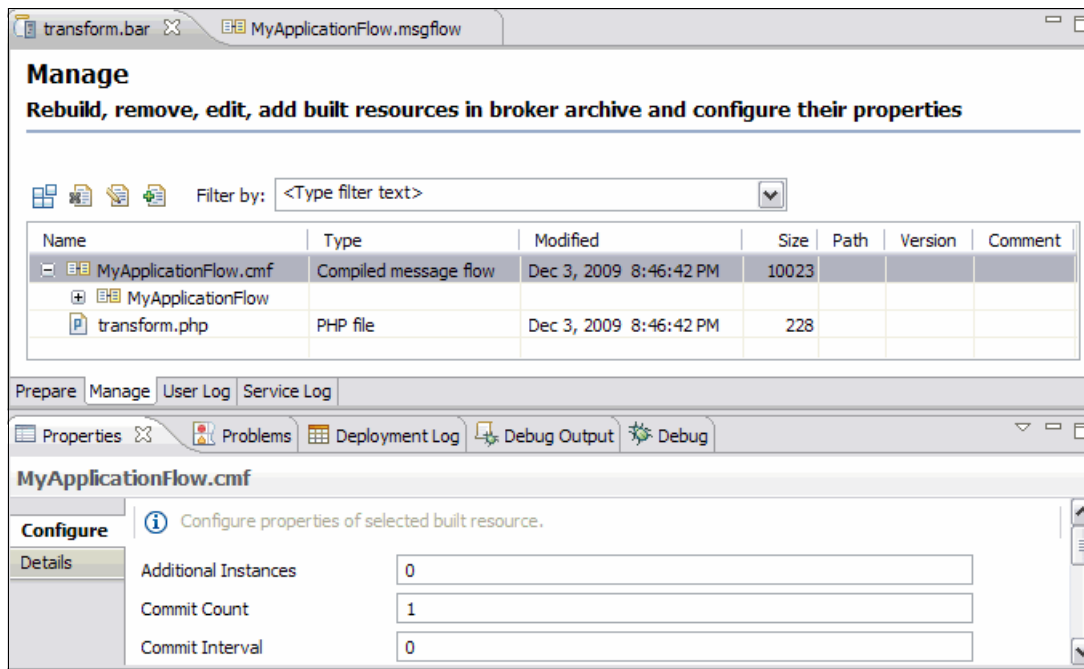 transform.bar MyApplicationFlow.msgflow
Manage
Rebuild, remove, edit, add built resources in broker archive and configure their properties
Filter by: <Type filter text>
Name Type Modified Size Path Version Comment
MyApplicationFlow.cmf Compiled message flow Dec 3, 2009 8:46:42 PM 10023
MyApplicationFlow
transform.php PHP file Dec 3, 2009 8:46:42 PM 228
Prepare Manage User Log Service Log
Properties Problems Deployment Log Debug Output Debug
MyApplicationFlow.cmf
Configure Configure properties of selected built resource.
Details
Additional Instances 0
Commit Count 1
Commit Interval 0